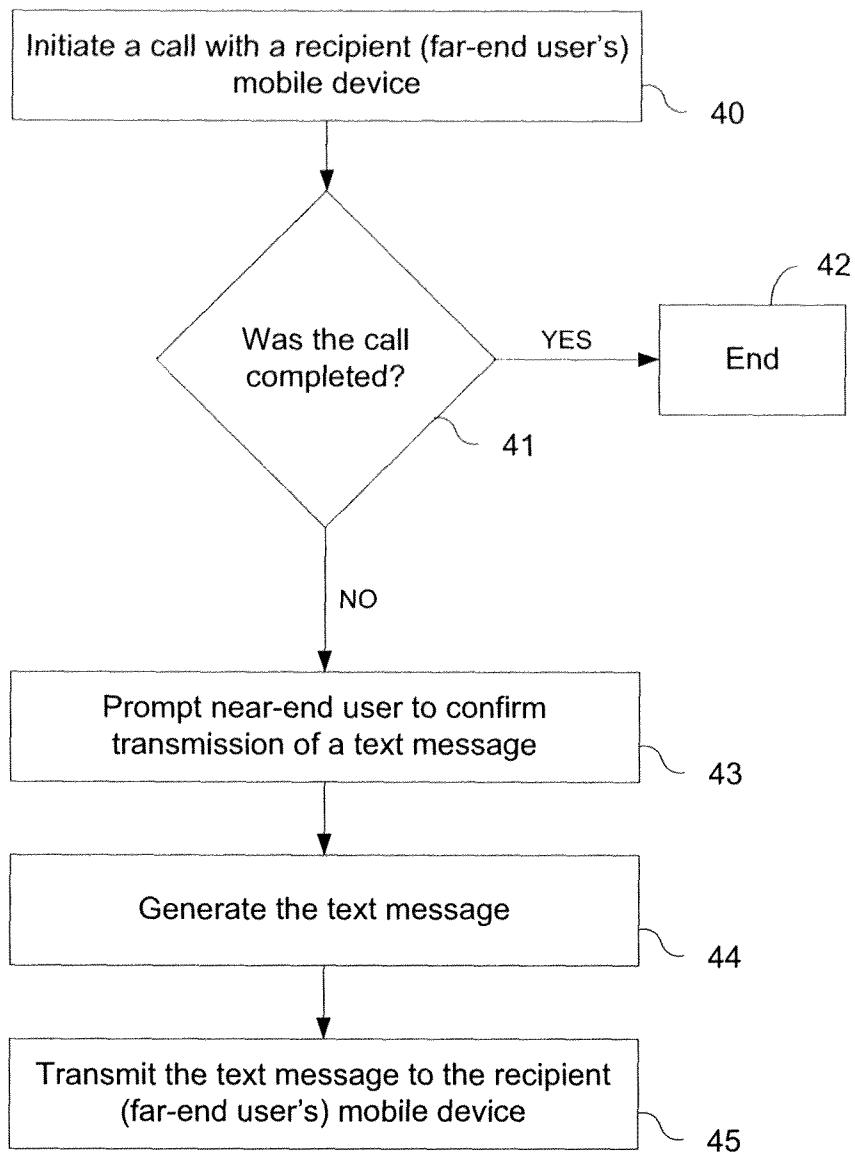 Initiate a call with a recipient (far-end user's)
mobile device
40
Was the call
completed?
41
YES
42
End
NO
Prompt near-end user to confirm
transmission of a text message
43
Generate the text message
44
Transmit the text message to the recipient
(far-end user's) mobile device
45